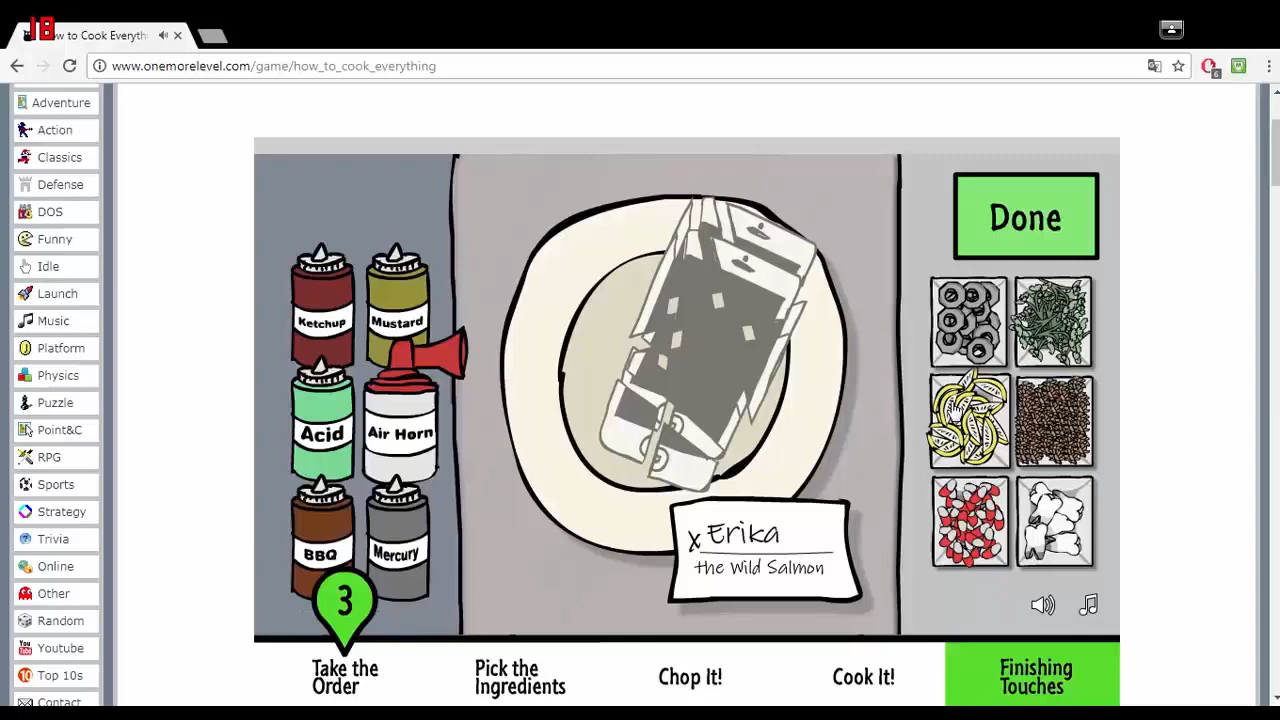 18
How to Cook Everyth
www.onemorelevel.com/game/how_to_cook_everything
6
Adventure
Action
Classics
Defense
DOS
Funny
Idle
Launch
Music
Platform
Physics
Puzzle
Point&C
RPG
Sports
Strategy
Trivia
Online
Other
Random
Youtube
Top 10s
Contact
Ketchup
Mustard
Acid
Air Horn
BBQ
Mercury
Done
x Erika
the Wild Salmon
3
Take the
Order
Pick the
Ingredients
Chop It!
Cook It!
Finishing
Touches